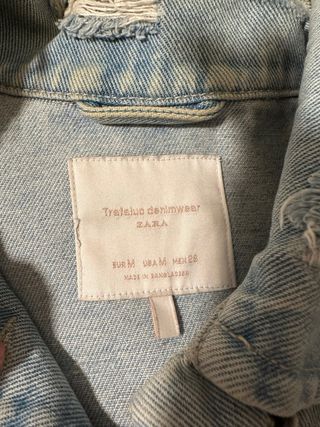 Trafaluc denimwear
ZARA
EUR M USA M MEX 28
MADE IN BANGLADESH